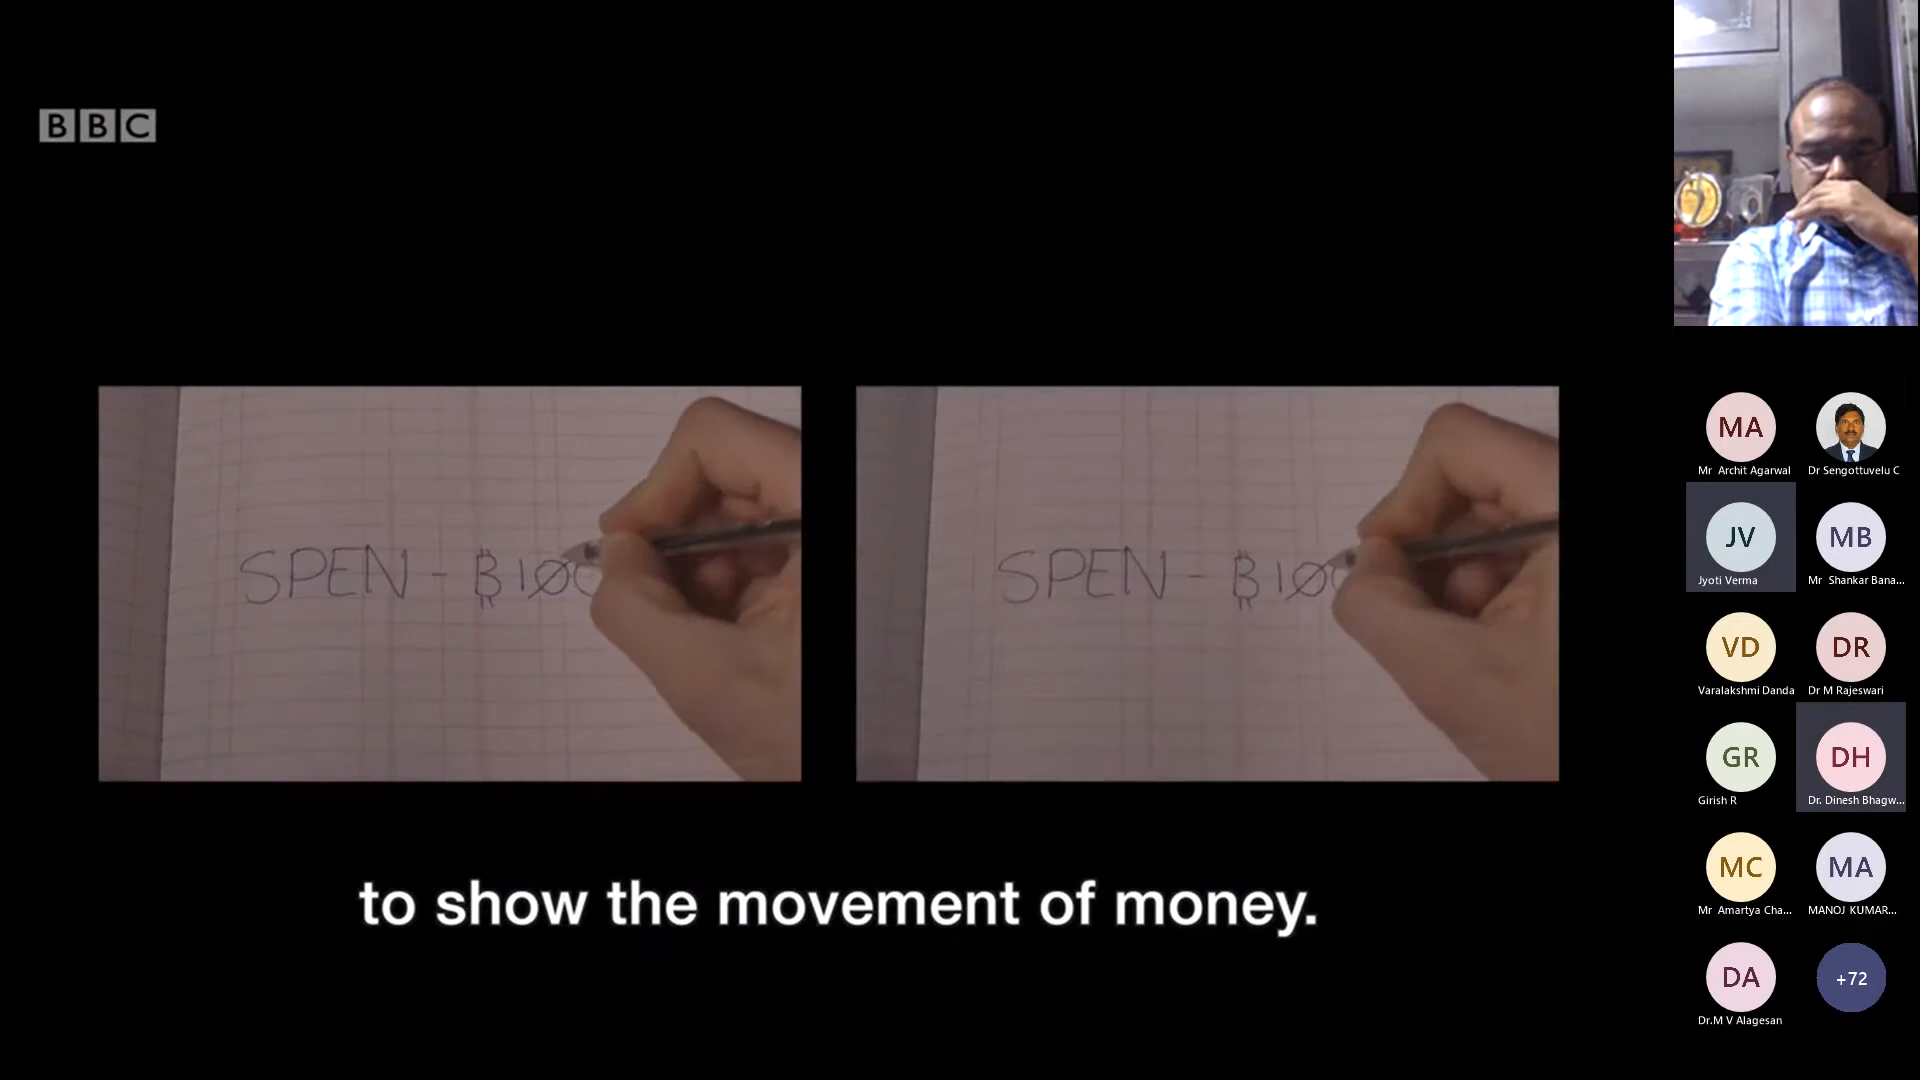 BBC
SPEN - ₿100
SPEN - ₿100
to show the movement of money.
MA
Mr Archit Agarwal
Dr Sengottuvelu C
JV
Jyoti Verma
MB
Mr Shankar Bana...
VD
Varalakshmi Danda
DR
Dr M Rajeswari
GR
Girish R
DH
Dr. Dinesh Bhagw...
MC
Mr Amartya Cha...
MA
MANOJ KUMAR...
DA
Dr.M V Alagesan
+72